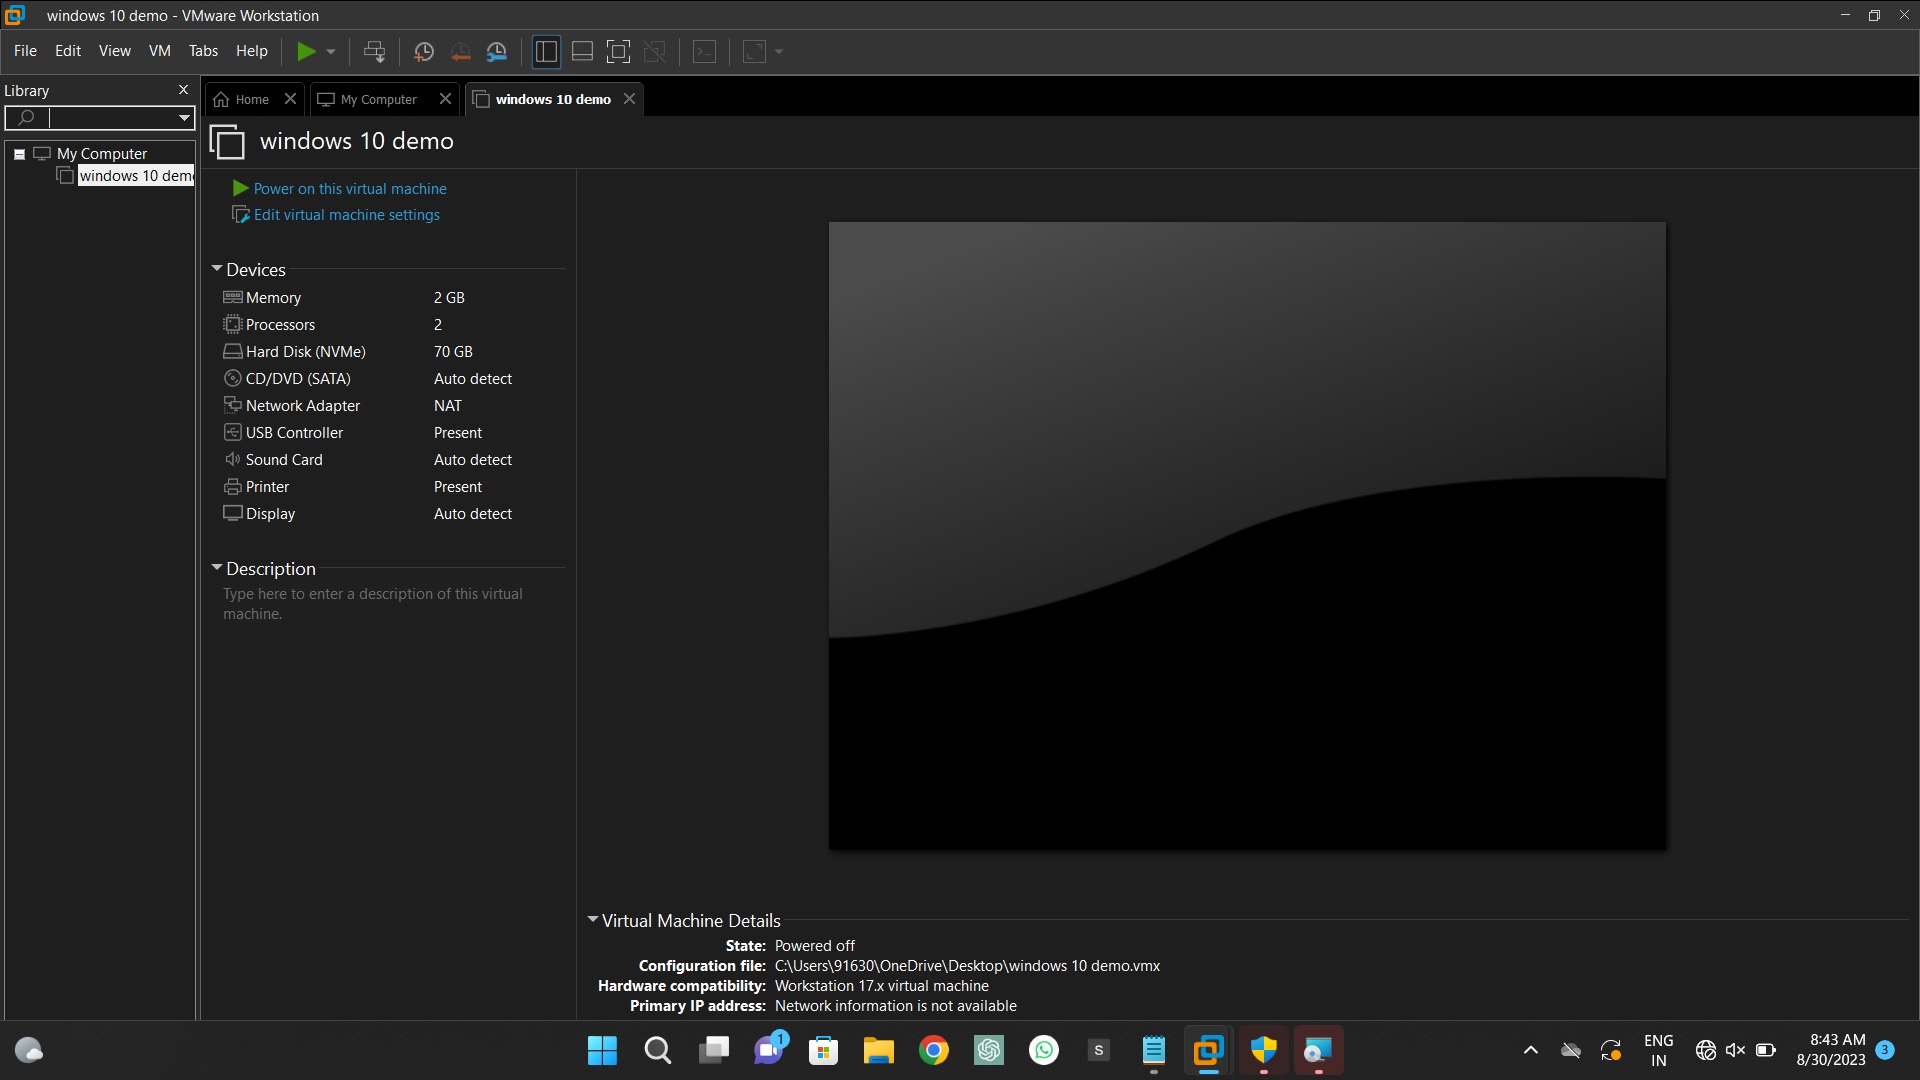 windows 10 demo - VMware Workstation
File Edit View VM Tabs Help
Library
Home My Computer windows 10 demo
My Computer
windows 10 dem
windows 10 demo
Power on this virtual machine
Edit virtual machine settings
Devices
Memory 2 GB
Processors 2
Hard Disk (NVMe) 70 GB
CD/DVD (SATA) Auto detect
Network Adapter NAT
USB Controller Present
Sound Card Auto detect
Printer Present
Display Auto detect
Description
Type here to enter a description of this virtual
machine.
Virtual Machine Details
State: Powered off
Configuration file: C:\Users\91630\OneDrive\Desktop\windows 10 demo.vmx
Hardware compatibility: Workstation 17.x virtual machine
Primary IP address: Network information is not available
1
S
ENG
IN
8:43 AM
8/30/2023
3